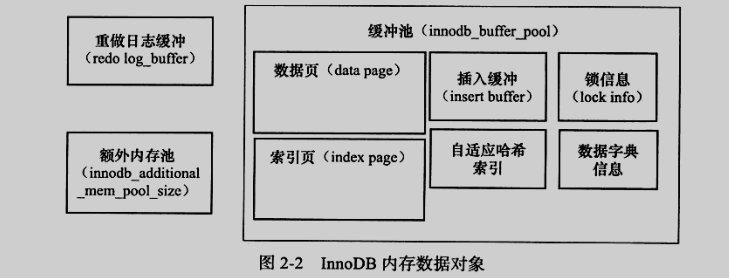 重做日志缓冲
（redo log_buffer）
额外内存池
（innodb_additional
_mem_pool_size）
缓冲池（innodb_buffer_pool）
数据页（data page）
插入缓冲
（insert buffer）
锁信息
（lock info）
索引页（index page）
自适应哈希
索引
数据字典
信息
图 2-2 InnoDB 内存数据对象